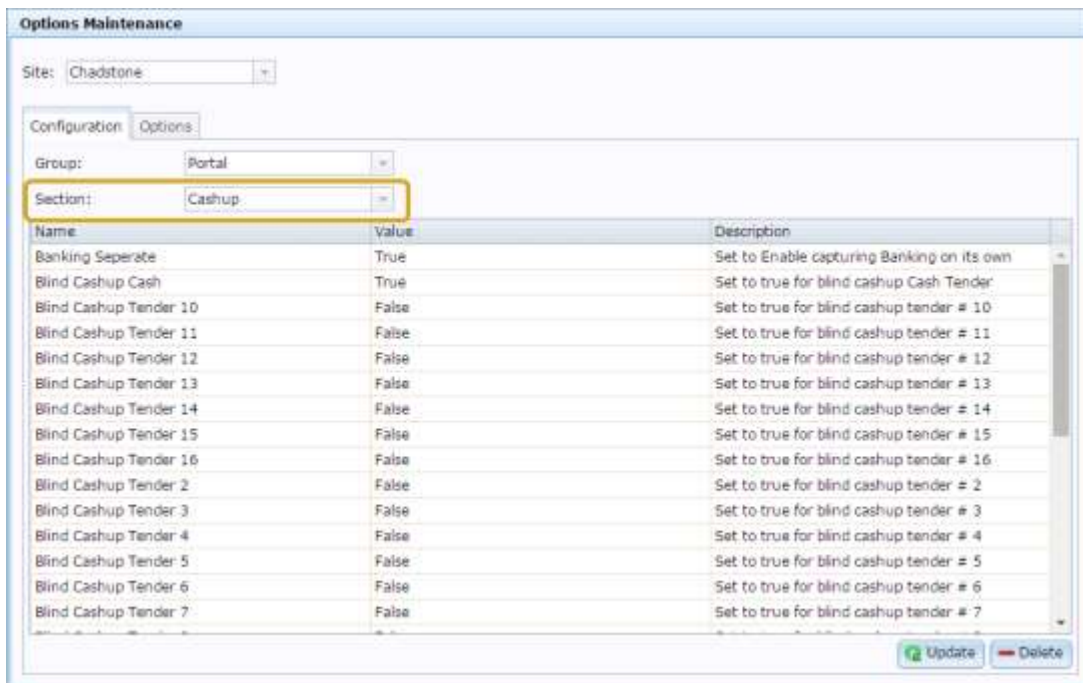 Options Maintenance
Site: Chadstone
Configuration Options
Group: Portal
Section: Cashup
Name Value Description
Banking Seperate True Set to Enable capturing Banking on its own
Blind Cashup Cash True Set to true for blind cashup Cash Tender
Blind Cashup Tender 10 False Set to true for blind cashup tender # 10
Blind Cashup Tender 11 False Set to true for blind cashup tender # 11
Blind Cashup Tender 12 False Set to true for blind cashup tender # 12
Blind Cashup Tender 13 False Set to true for blind cashup tender # 13
Blind Cashup Tender 14 False Set to true for blind cashup tender # 14
Blind Cashup Tender 15 False Set to true for blind cashup tender # 15
Blind Cashup Tender 16 False Set to true for blind cashup tender # 16
Blind Cashup Tender 2 False Set to true for blind cashup tender # 2
Blind Cashup Tender 3 False Set to true for blind cashup tender # 3
Blind Cashup Tender 4 False Set to true for blind cashup tender # 4
Blind Cashup Tender 5 False Set to true for blind cashup tender # 5
Blind Cashup Tender 6 False Set to true for blind cashup tender # 6
Blind Cashup Tender 7 False Set to true for blind cashup tender # 7
Update Delete